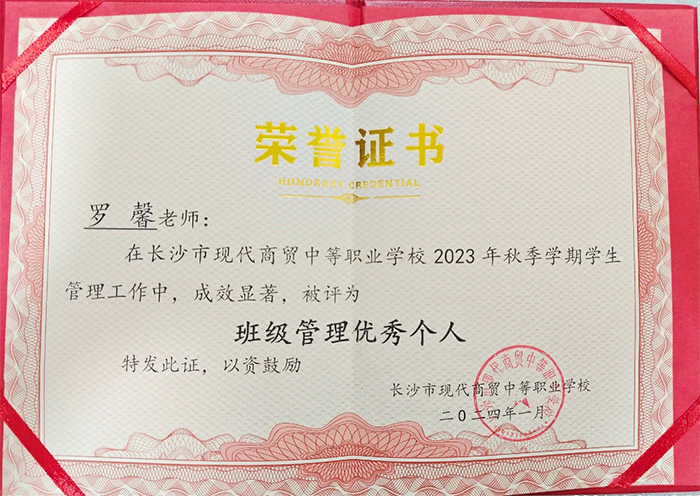 荣誉证书
HONORARY CREDENTIAL
罗 馨老师:
在长沙市现代商贸中等职业学校2023年秋季学期学生
管理工作中，成效显著，被评为
班级管理优秀个人
特发此证，以资鼓励
长沙市现代商贸中等职业学校
二〇二四年一月